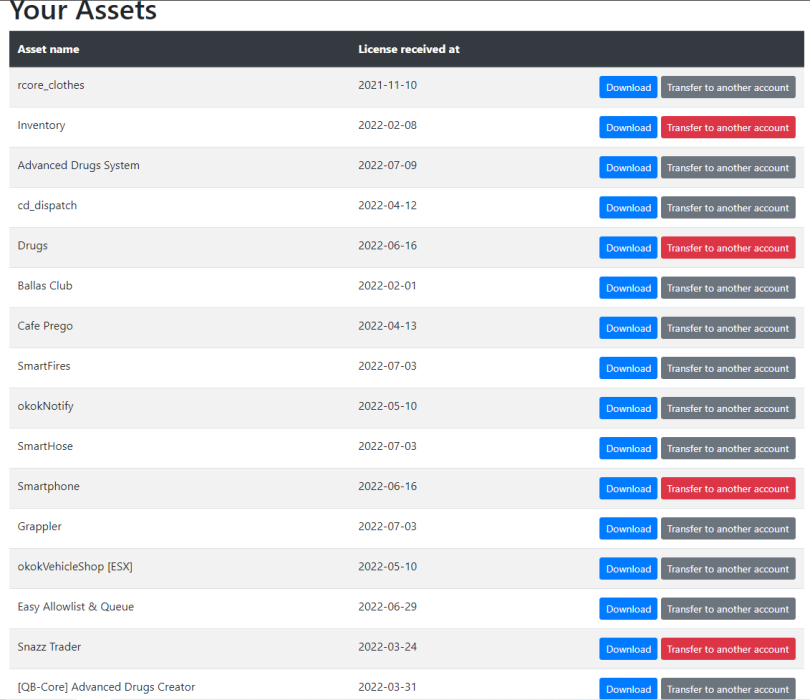 Your Assets
Asset name License received at
rcore_clothes 2021-11-10 Download Transfer to another account
Inventory 2022-02-08 Download Transfer to another account
Advanced Drugs System 2022-07-09 Download Transfer to another account
cd_dispatch 2022-04-12 Download Transfer to another account
Drugs 2022-06-16 Download Transfer to another account
Ballas Club 2022-02-01 Download Transfer to another account
Cafe Prego 2022-04-13 Download Transfer to another account
SmartFires 2022-07-03 Download Transfer to another account
okokNotify 2022-05-10 Download Transfer to another account
SmartHose 2022-07-03 Download Transfer to another account
Smartphone 2022-06-16 Download Transfer to another account
Grappler 2022-07-03 Download Transfer to another account
okokVehicleShop [ESX] 2022-05-10 Download Transfer to another account
Easy Allowlist & Queue 2022-06-29 Download Transfer to another account
Snazz Trader 2022-03-24 Download Transfer to another account
[QB-Core] Advanced Drugs Creator 2022-03-31 Download Transfer to another account